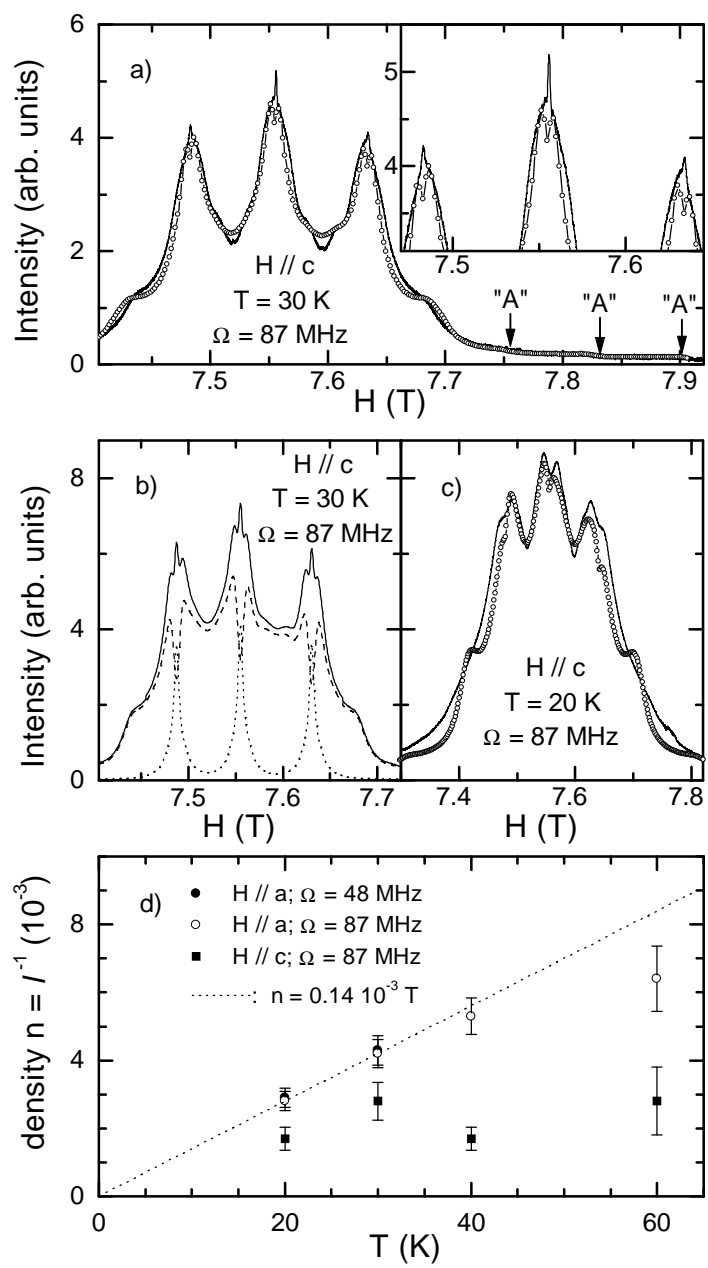 6
a)
5
4
4
7.5
7.6
2
H // c
T = 30 K
Ω = 87 MHz
"A"
"A"
"A"
0
7.5
7.6
7.7
7.8
7.9
H (T)
Intensity (arb. units)
8
b)
H // c
T = 30 K
Ω = 87 MHz
4
0
7.5
7.6
7.7
H (T)
Intensity (arb. units)
c)
H // c
T = 20 K
Ω = 87 MHz
7.4
7.6
7.8
H (T)
8
d)
H // a; Ω = 48 MHz
H // a; Ω = 87 MHz
H // c; Ω = 87 MHz
: n = 0.14 10⁻³ T
4
0
0
20
40
60
T (K)
density n = l⁻¹ (10⁻³)